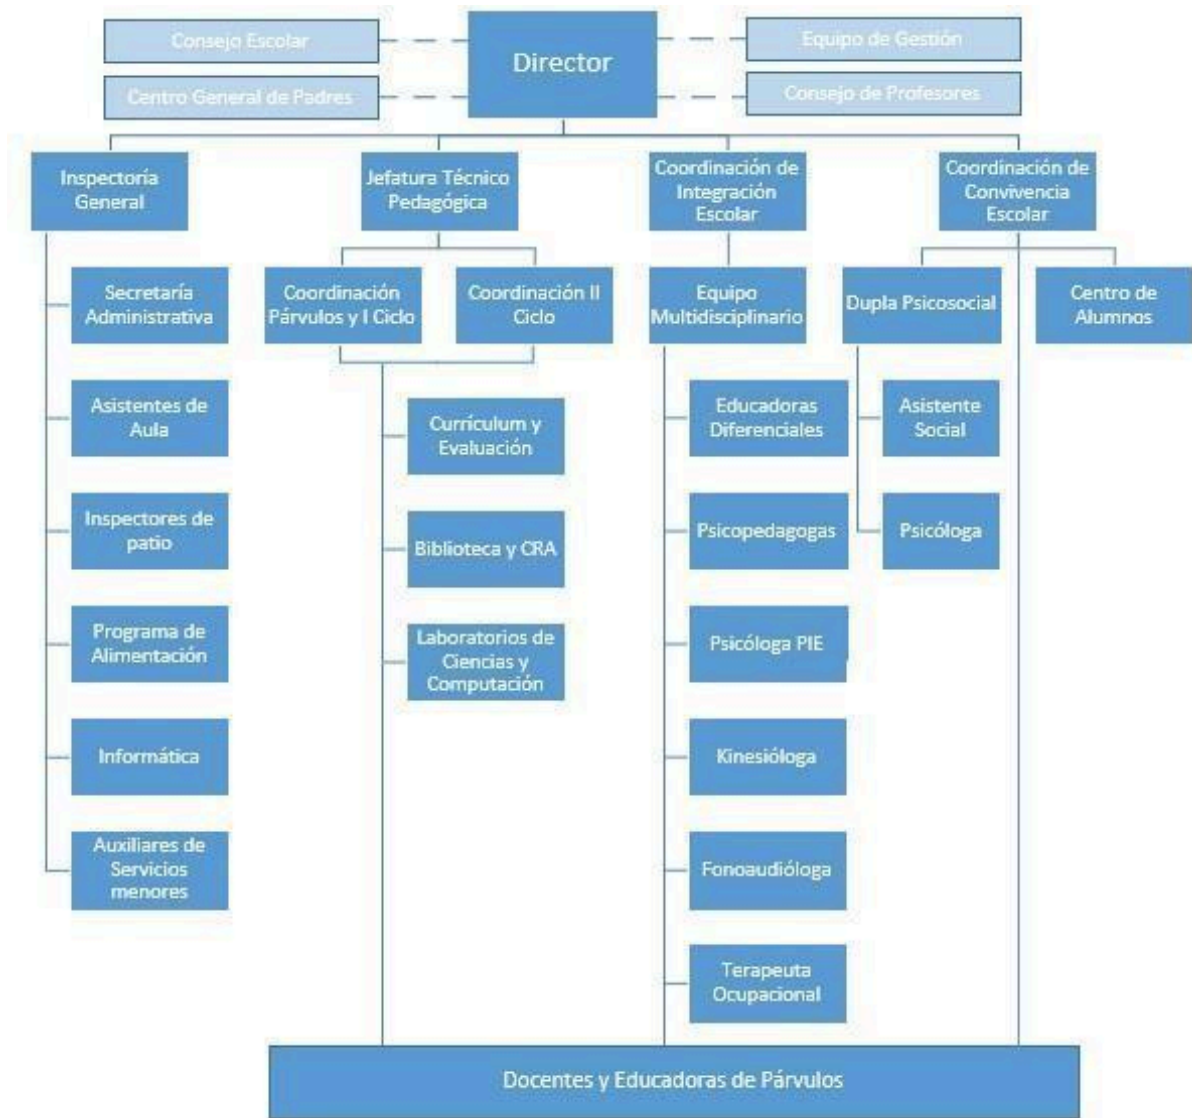 Consejo Escolar
Director
Equipo de Gestión
Centro General de Padres
Consejo de Profesores
Inspectoría
General
Jefatura Técnico
Pedagógica
Coordinación de
Integración
Escolar
Coordinación de
Convivencia
Escolar
Secretaría
Administrativa
Coordinación
Párvulos y I Ciclo
Coordinación II
Ciclo
Equipo
Multidisciplinario
Dupla Psicosocial
Centro de
Alumnos
Asistentes de
Aula
Currículum y
Evaluación
Educadoras
Diferenciales
Asistente
Social
Inspectores de
patio
Biblioteca y CRA
Psicopedagogas
Psicóloga
Programa de
Alimentación
Laboratorios de
Ciencias y
Computación
Psicóloga PIE
Informática
Kinesióloga
Auxiliares de
Servicios
menores
Fonoaudióloga
Terapeuta
Ocupacional
Docentes y Educadoras de Párvulos